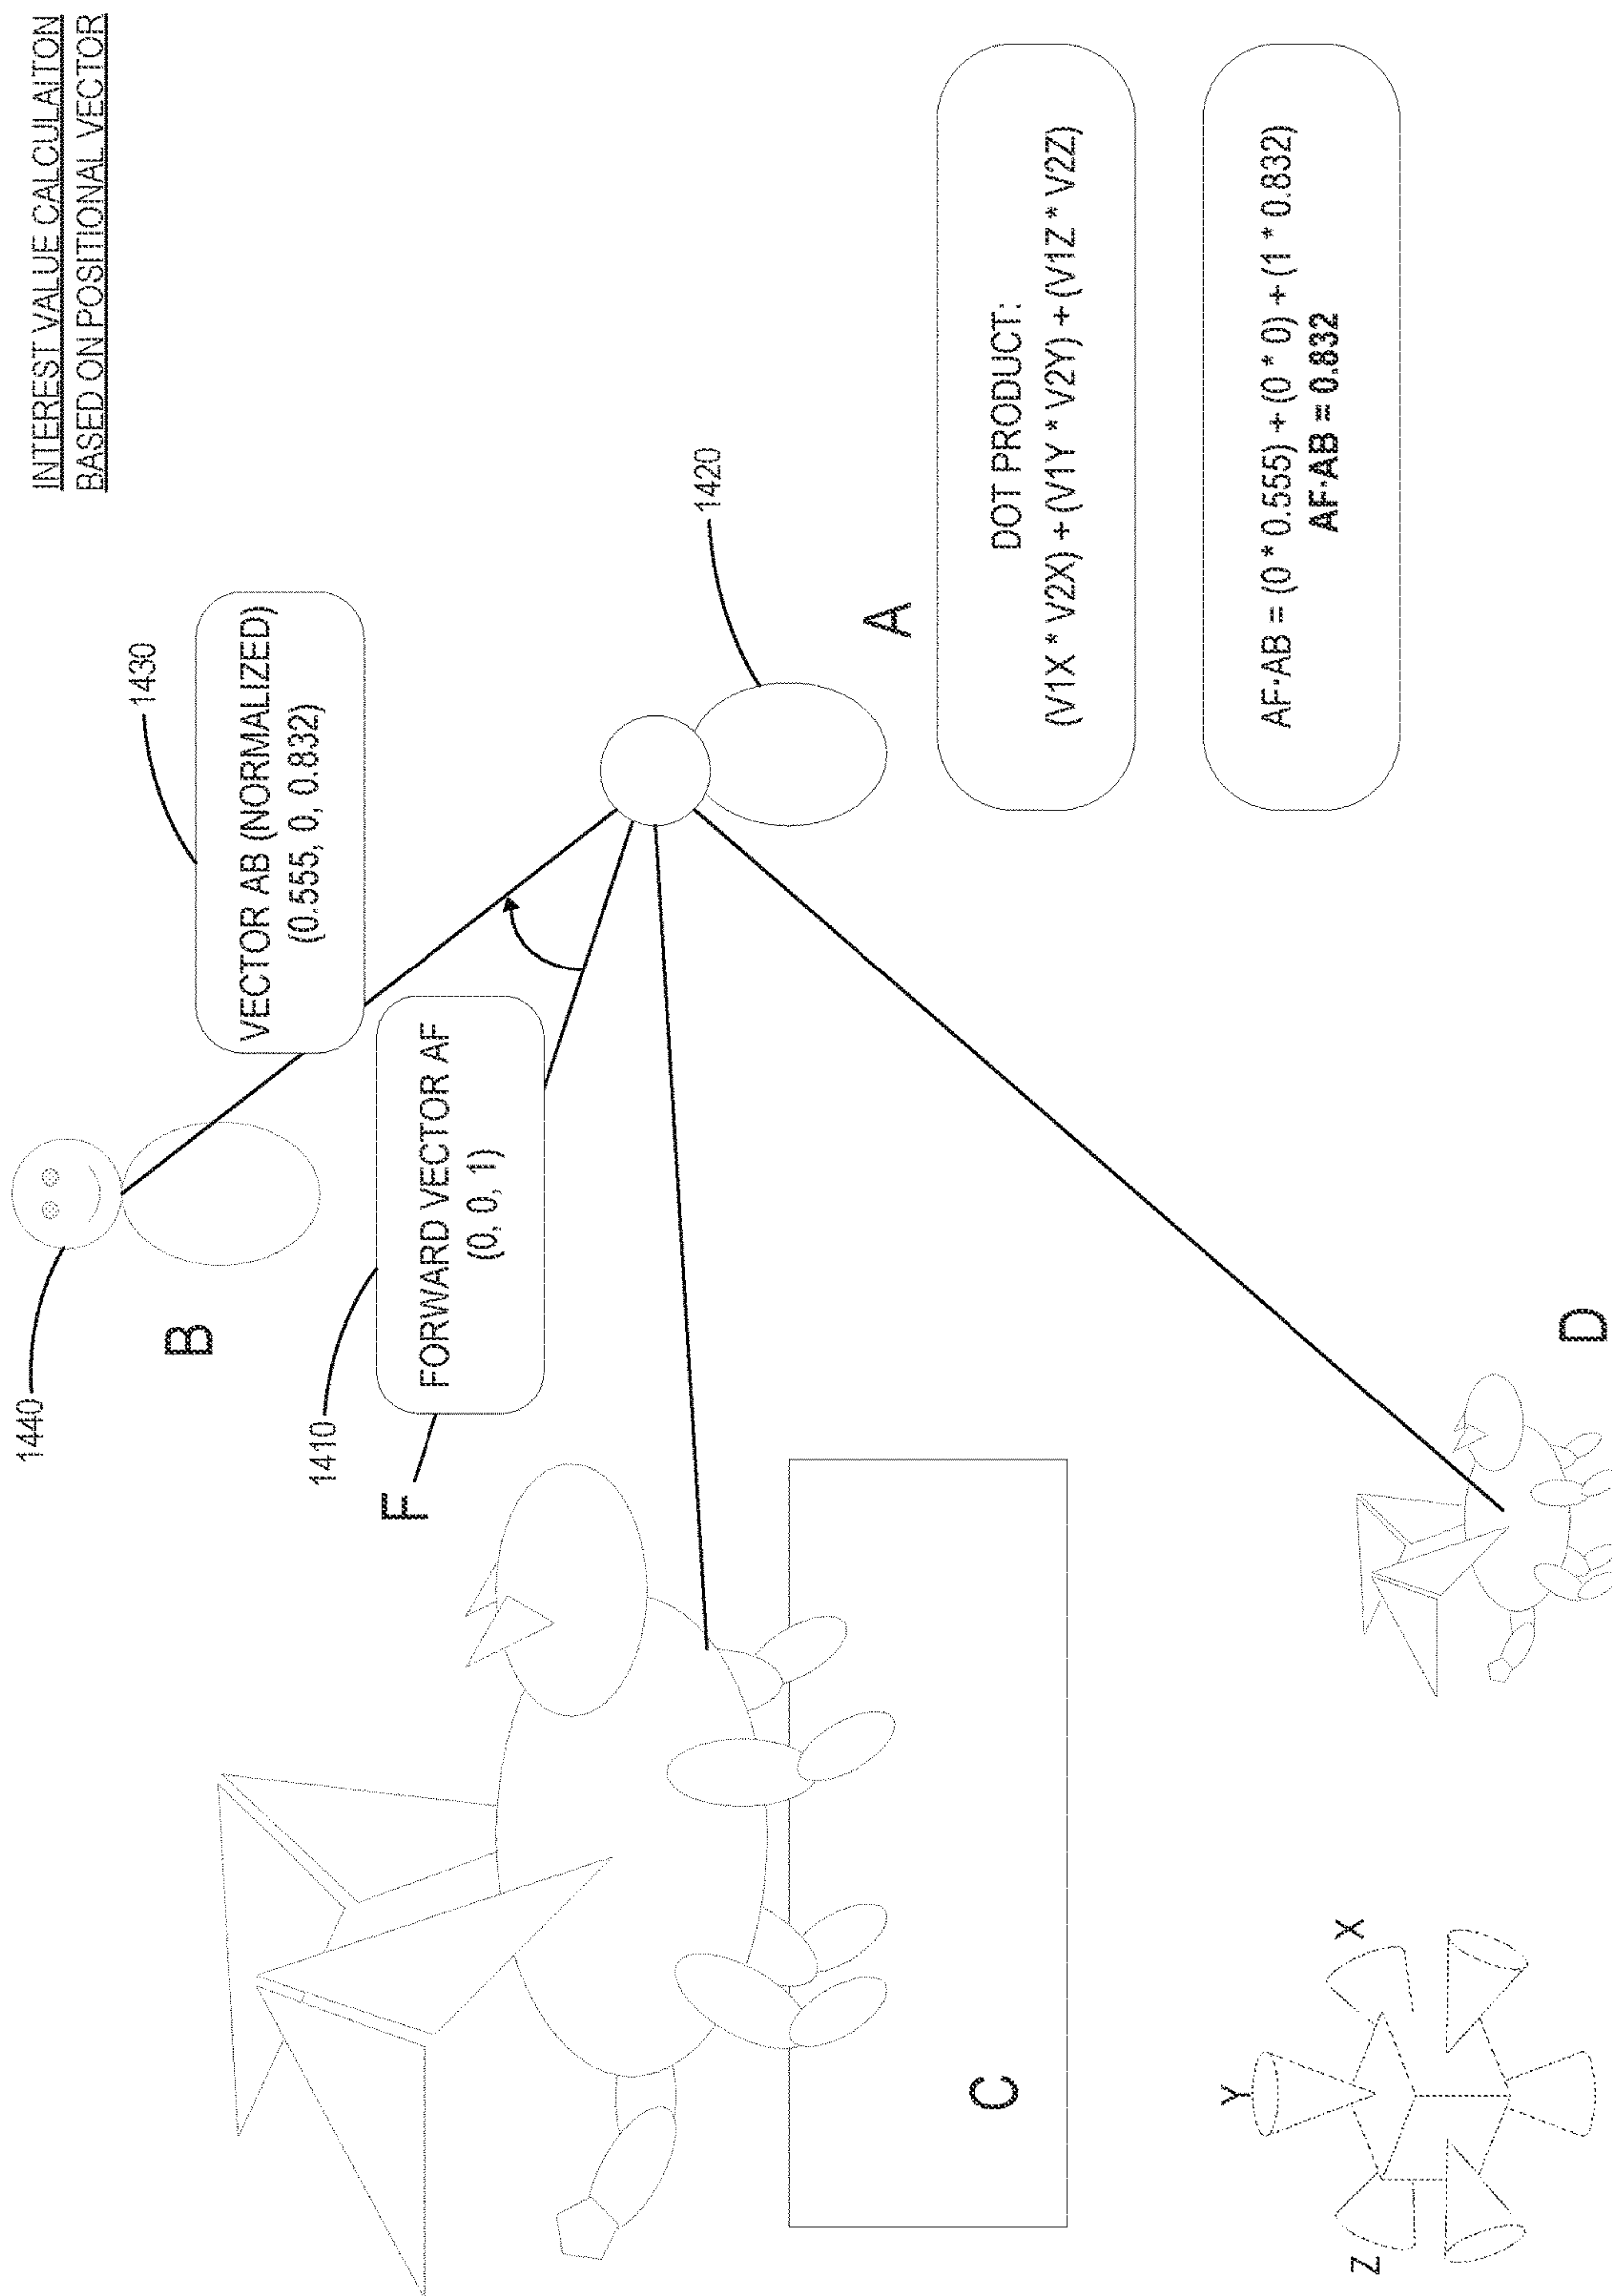 INTEREST VALUE CALCULAITON
BASED ON POSITIONAL VECTOR
1440
B
1430
VECTOR AB (NORMALIZED)
(0.555, 0, 0.832)
1410
F
FORWARD VECTOR AF
(0, 0, 1)
1420
A
C
DOT PRODUCT:
(V1X * V2X) + (V1Y * V2Y) + (V1Z * V2Z)
AF·AB = (0 * 0.555) + (0 * 0) + (1 * 0.832)
AF·AB = 0.832
Y
X
Z
D